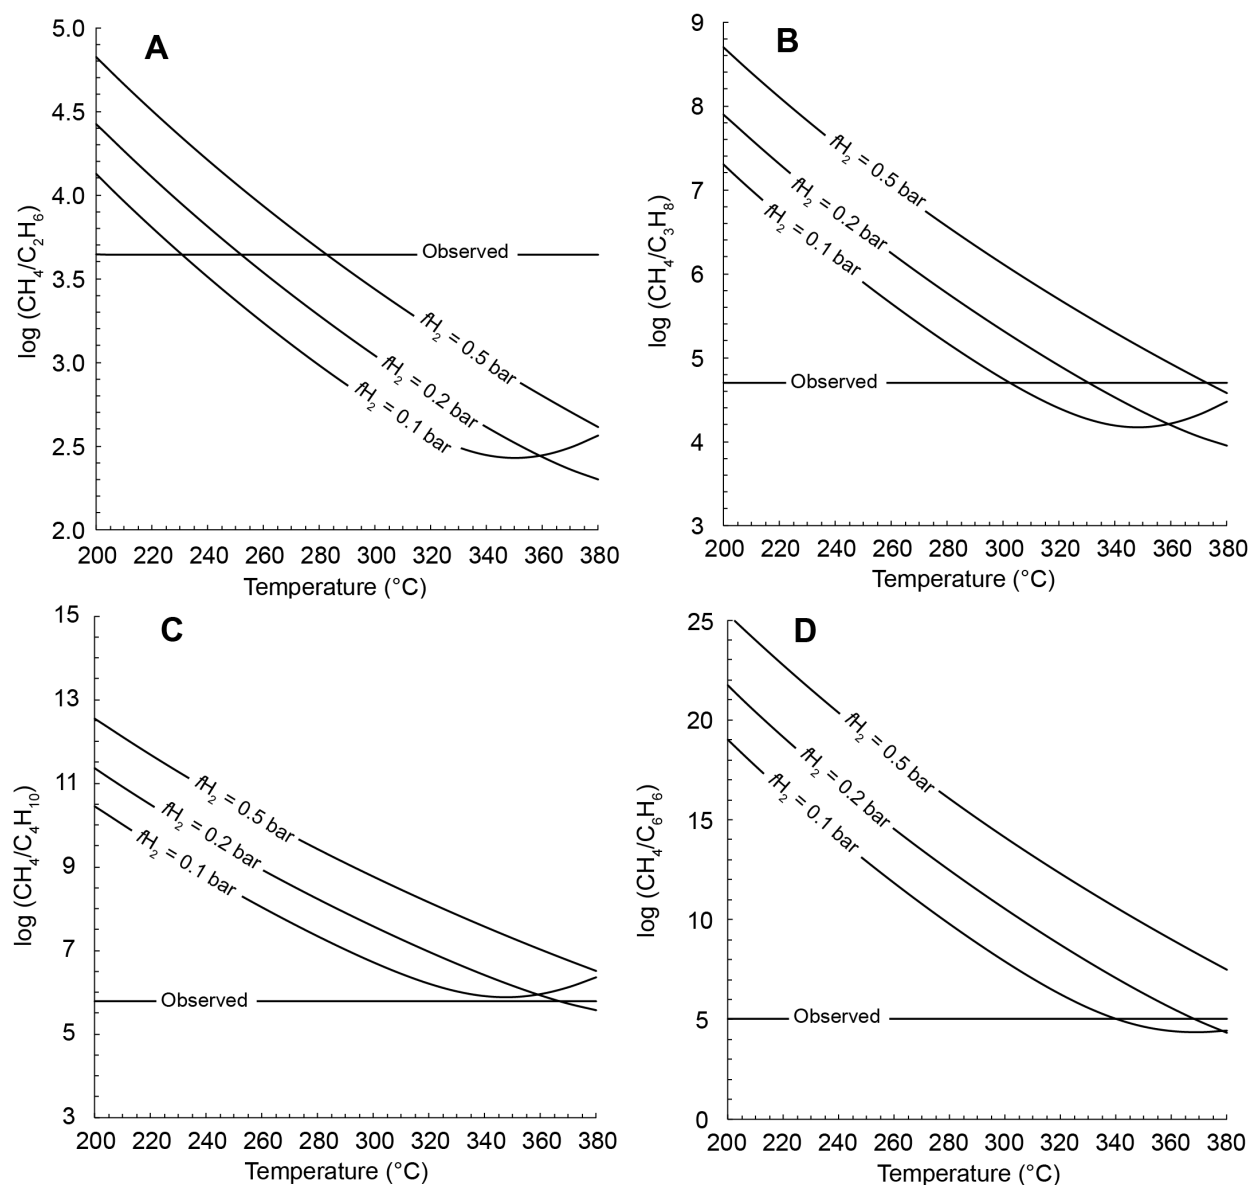 A
5.0
4.5
4.0
3.5
3.0
2.5
2.0
log (CH₄/C₂H₆)
Observed
fH₂ = 0.5 bar
fH₂ = 0.2 bar
fH₂ = 0.1 bar
200 220 240 260 280 300 320 340 360 380
Temperature (°C)
B
9
8
7
6
5
4
3
log (CH₄/C₃H₈)
fH₂ = 0.5 bar
fH₂ = 0.2 bar
fH₂ = 0.1 bar
Observed
200 220 240 260 280 300 320 340 360 380
Temperature (°C)
C
15
13
11
9
7
5
3
log (CH₄/C₄H₁₀)
fH₂ = 0.5 bar
fH₂ = 0.2 bar
fH₂ = 0.1 bar
Observed
200 220 240 260 280 300 320 340 360 380
Temperature (°C)
D
25
20
15
10
5
0
log (CH₄/C₆H₆)
fH₂ = 0.5 bar
fH₂ = 0.2 bar
fH₂ = 0.1 bar
Observed
200 220 240 260 280 300 320 340 360 380
Temperature (°C)